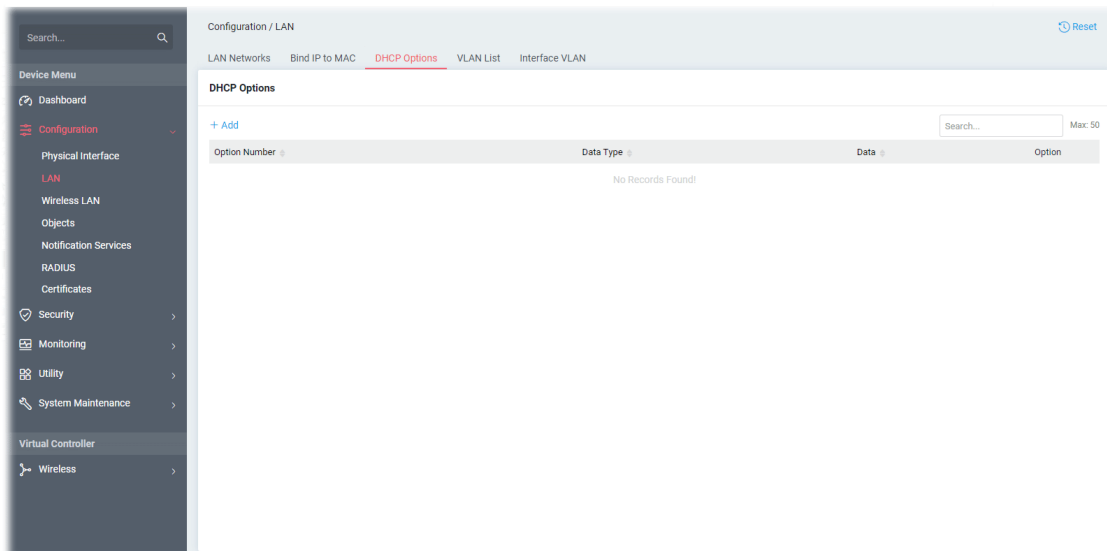 Search...
Device Menu
Dashboard
Configuration
Physical Interface
LAN
Wireless LAN
Objects
Notification Services
RADIUS
Certificates
Security
Monitoring
Utility
System Maintenance
Virtual Controller
Wireless
Configuration / LAN
Reset
LAN Networks Bind IP to MAC DHCP Options VLAN List Interface VLAN
DHCP Options
+ Add Search... Max: 50
Option Number Data Type Data Option
No Records Found!